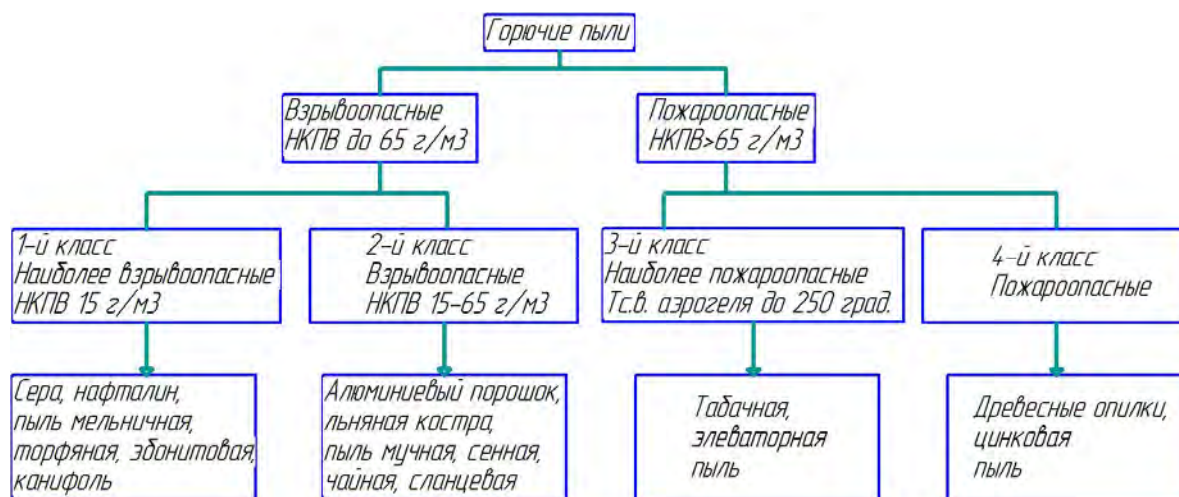 Горючие пыли
Взрывоопасные
НКПВ до 65 г/м3
Пожароопасные
НКПВ>65 г/м3
1-й класс
Наиболее взрывоопасные
НКПВ 15 г/м3
2-й класс
Взрывоопасные
НКПВ 15-65 г/м3
3-й класс
Наиболее пожароопасные
Тс.в. аэрогеля до 250 град.
4-й класс
Пожароопасные
Сера, нафталин,
пыль мельничная,
торфяная, эбонитовая,
канифоль
Алюминиевый порошок,
льняная костра,
пыль мучная, сенная,
чайная, сланцевая
Табачная,
элеваторная
пыль
Древесные опилки,
цинковая
пыль